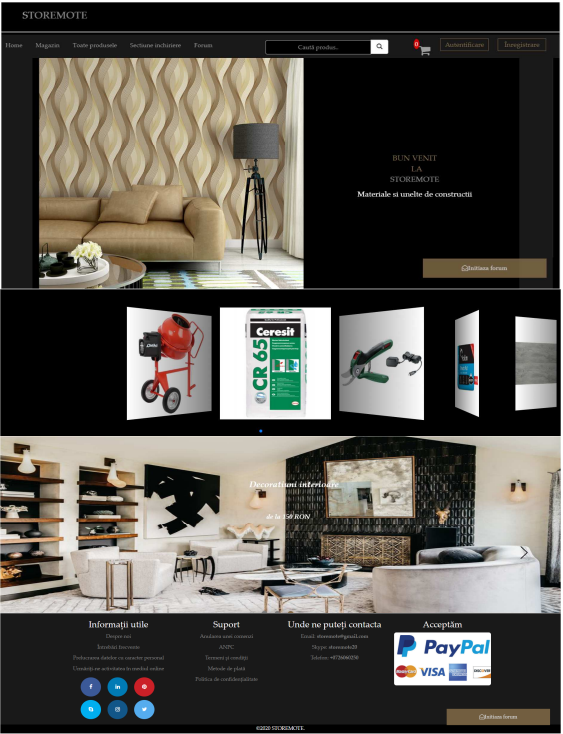 STOREMOTE
Home Magazin Toate produsele Sectiune inchiriere Forum Caută produs.. 0 Autentificare Înregistrare
BUN VENIT
LA
STOREMOTE
Materiale si unelte de constructii
Initiaza forum
Ceresit
CR 65
Decoratiuni interioare
de la 150 RON
Informații utile
Despre noi
Intrebări frecvente
Prelucrarea datelor cu caracter personal
Urmăriți-ne activitatea în mediul online
Suport
Anularea unei comenzi
ANPC
Termeni și condiții
Metode de plată
Politica de confidențialitate
Unde ne puteți contacta
Email: storemote@gmail.com
Skype: storemote20
Telefon: +0726060250
Acceptăm
PayPal
VISA
Initiaza forum
©2020 STOREMOTE.